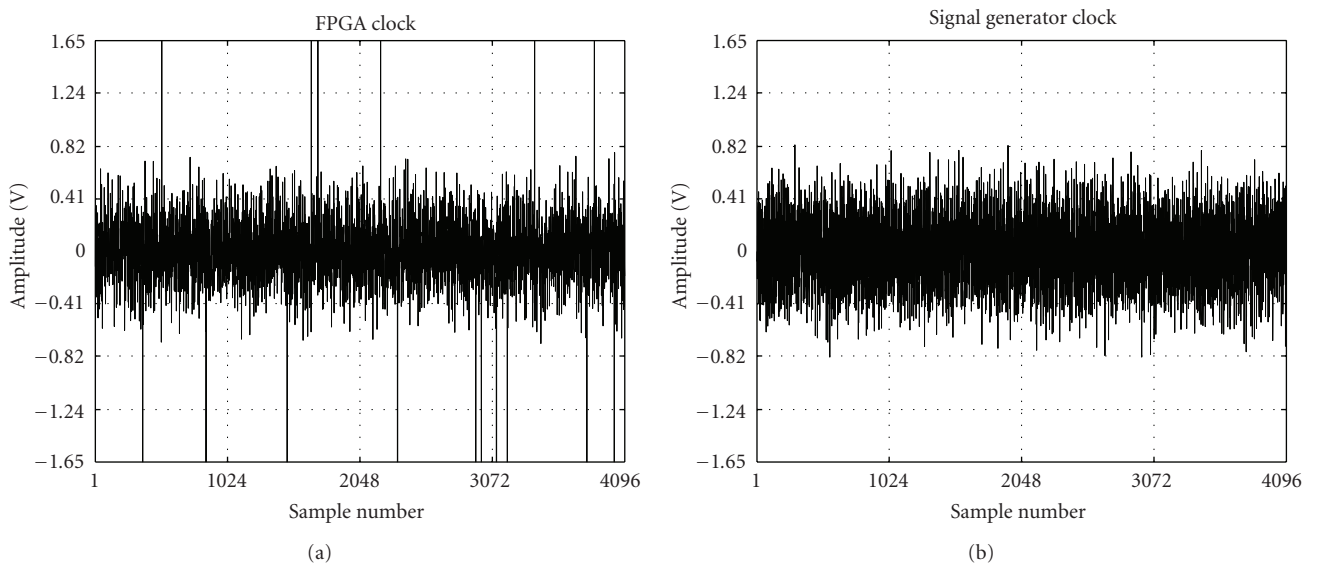 FPGA clock
1.65
1.24
0.82
0.41
0
−0.41
−0.82
−1.24
−1.65
Amplitude (V)
1 1024 2048 3072 4096
Sample number
(a)
Signal generator clock
1.65
1.24
0.82
0.41
0
−0.41
−0.82
−1.24
−1.65
Amplitude (V)
1 1024 2048 3072 4096
Sample number
(b)